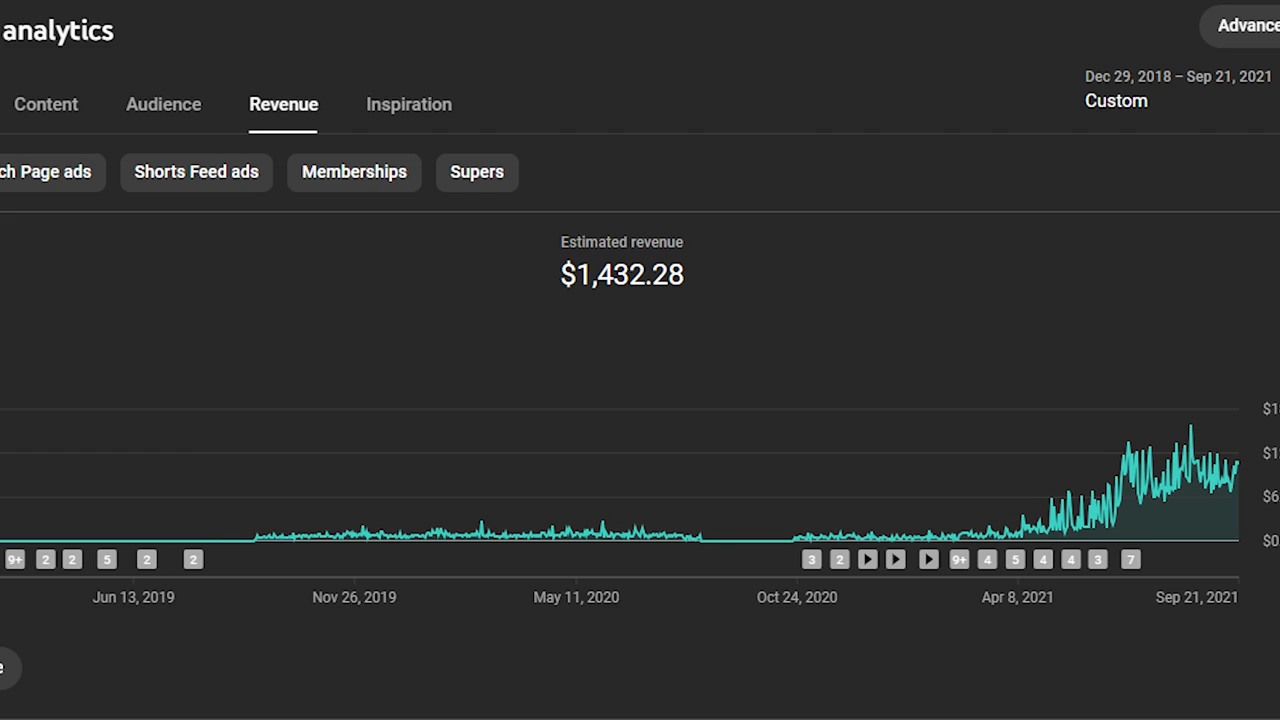 analytics
Advance
Dec 29, 2018 – Sep 21, 2021
Custom
Content Audience Revenue Inspiration
ch Page ads Shorts Feed ads Memberships Supers
Estimated revenue
$1,432.28
$1
$1
$6
$0
9+ 2 2 5 2 2 3 2 9+ 4 5 4 4 3 7
Jun 13, 2019 Nov 26, 2019 May 11, 2020 Oct 24, 2020 Apr 8, 2021 Sep 21, 2021
e